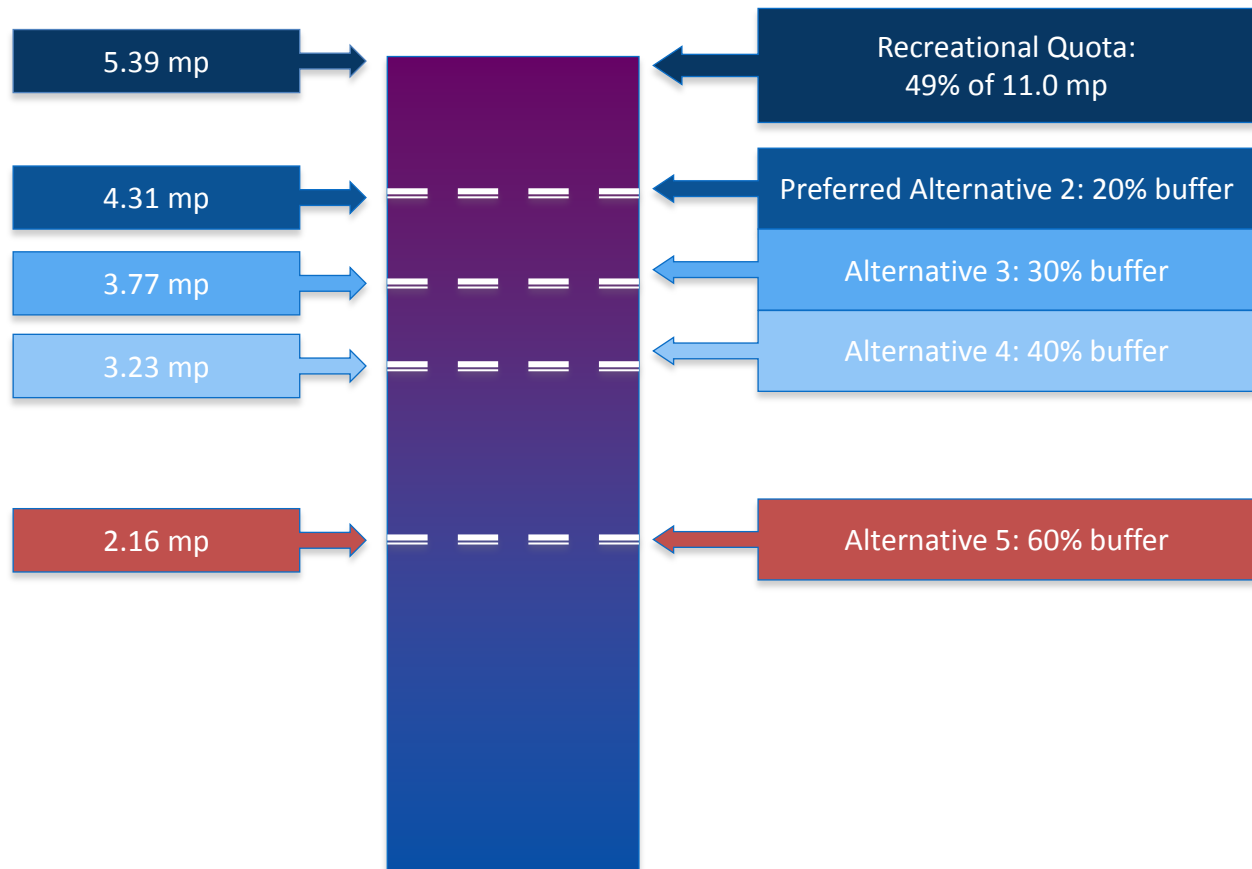 5.39 mp
Recreational Quota:
49% of 11.0 mp
4.31 mp
Preferred Alternative 2: 20% buffer
3.77 mp
Alternative 3: 30% buffer
3.23 mp
Alternative 4: 40% buffer
2.16 mp
Alternative 5: 60% buffer